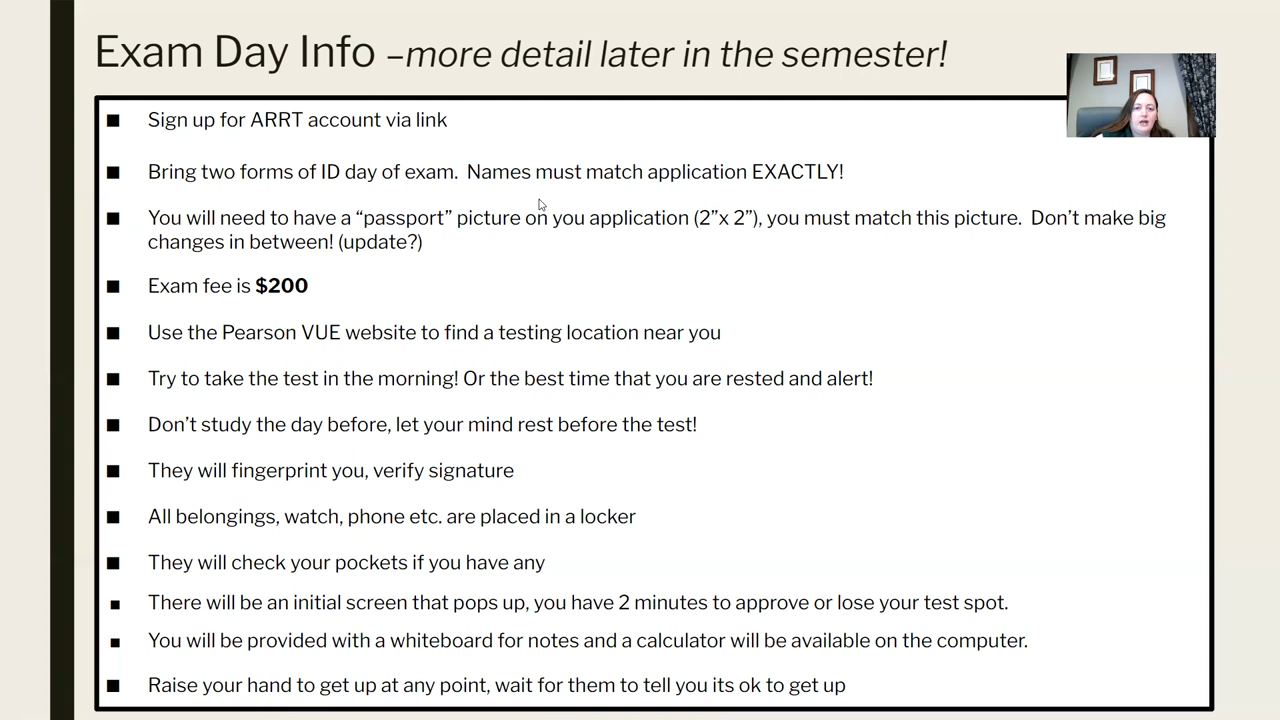 Exam Day Info –more detail later in the semester!
■ Sign up for ARRT account via link
■ Bring two forms of ID day of exam. Names must match application EXACTLY!
■ You will need to have a “passport” picture on you application (2”x 2”), you must match this picture. Don’t make big
changes in between! (update?)
■ Exam fee is $200
■ Use the Pearson VUE website to find a testing location near you
■ Try to take the test in the morning! Or the best time that you are rested and alert!
■ Don’t study the day before, let your mind rest before the test!
■ They will fingerprint you, verify signature
■ All belongings, watch, phone etc. are placed in a locker
■ They will check your pockets if you have any
■ There will be an initial screen that pops up, you have 2 minutes to approve or lose your test spot.
■ You will be provided with a whiteboard for notes and a calculator will be available on the computer.
■ Raise your hand to get up at any point, wait for them to tell you its ok to get up